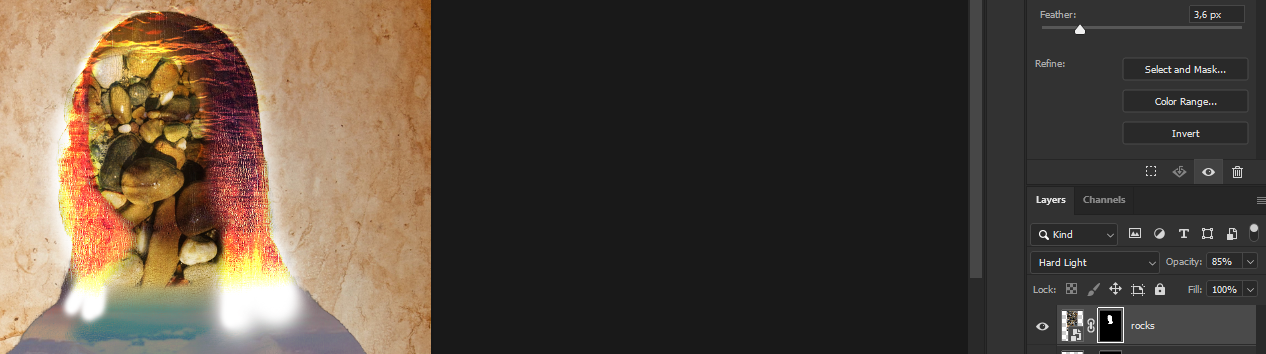 Feather:
3,6 px
Refine:
Select and Mask...
Color Range...
Invert
Layers
Channels
Kind
Hard Light
Opacity:
85%
Lock:
Fill:
100%
rocks